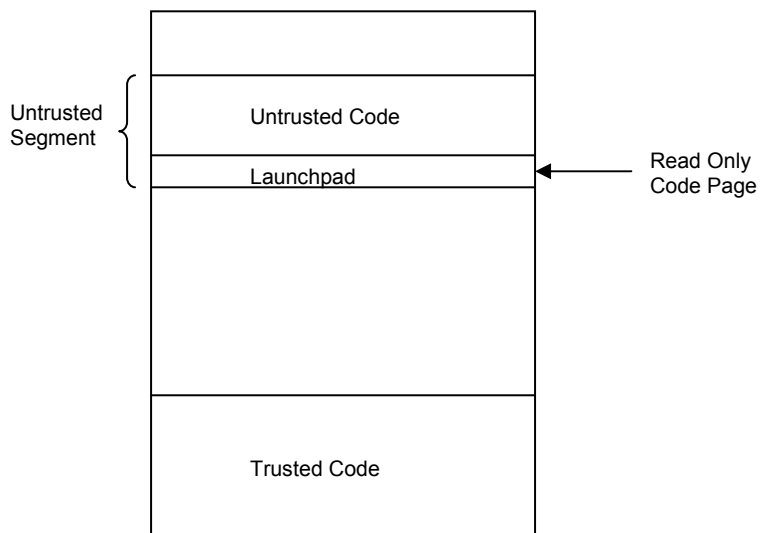 Untrusted
Segment
Untrusted Code
Launchpad
Read Only
Code Page
Trusted Code